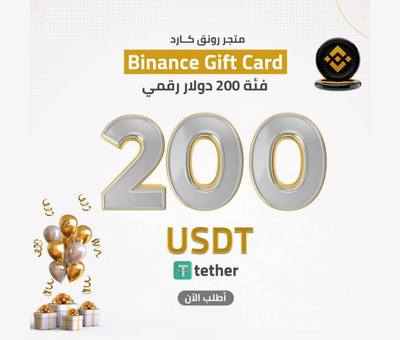 متجر رونق كارد
Binance Gift Card
فئة 200 دولار رقمي
200
USDT
tether
أطلب الآن